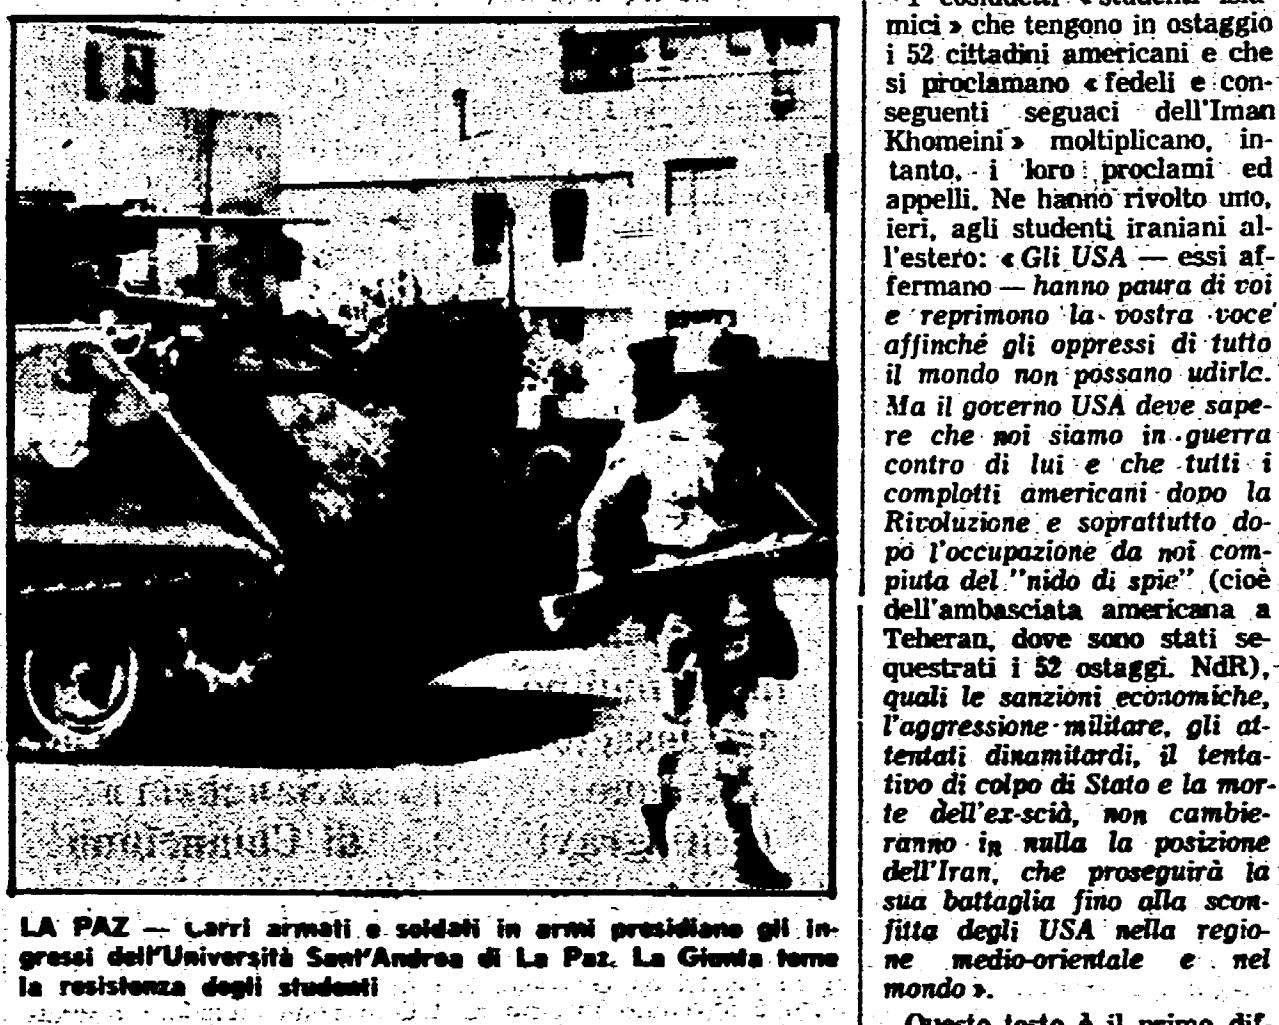 LA PAZ — Carri armati e soldati in armi presidiano gli in-
gressi dell'Università Sant'Andrea di La Paz. La Giunta teme
la resistenza degli studenti
I cosiddetti « studenti isla-
mici » che tengono in ostaggio
i 52 cittadini americani e che
si proclamano « fedeli e con-
seguenti seguaci dell'Iman
Khomeini » moltiplicano, in-
tanto, i loro proclami ed
appelli. Ne hanno rivolto uno,
ieri, agli studenti iraniani al-
l'estero: « Gli USA — essi af-
fermano — hanno paura di voi
e reprimono la vostra voce
affinché gli oppressi di tutto
il mondo non possano udirla.
Ma il governo USA deve sape-
re che noi siamo in guerra
contro di lui e che tutti i
complotti americani dopo la
Rivoluzione e soprattutto do-
po l'occupazione da noi com-
piuta del "nido di spie" (cioè
dell'ambasciata americana a
Teheran, dove sono stati se-
questrati i 52 ostaggi. NdR),
quali le sanzioni economiche,
l'aggressione militare, gli at-
tentati dinamitardi, il tenta-
tivo di colpo di Stato e la mor-
te dell'ex-scià, non cambie-
ranno in nulla la posizione
dell'Iran, che proseguirà la
sua battaglia fino alla scon-
fitta degli USA nella regio-
ne medio-orientale e nel
mondo ».
Questo testo è il primo dif-